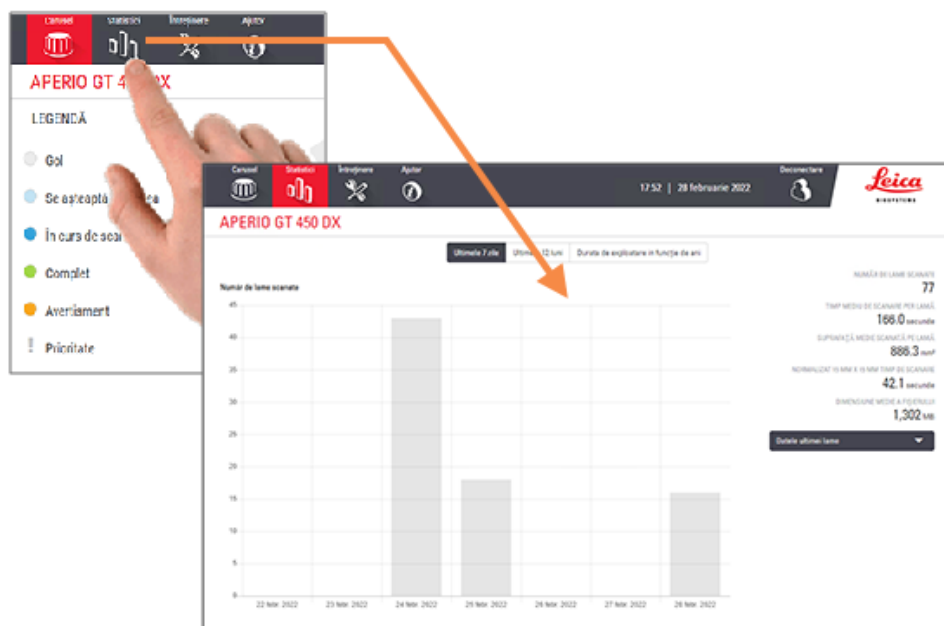 Carusel Statistici Întreținere Ajutor
APERIO GT 4 DX
LEGENDĂ
Gol
Se așteaptă
În curs de scan
Complet
Avertisment
! Prioritate
Carusel Statistici Întreținere Ajutor
17:52 | 28 februarie 2022
Deconectare
Leica
BIOSYSTEMS
APERIO GT 450 DX
Ultimele 7 zile
12 luni
Durata de exploatare in funcție de ani
Număr de lame scanate
45
40
35
30
25
20
15
10
5
0
22 febr. 2022
23 febr. 2022
24 febr. 2022
25 febr. 2022
26 febr. 2022
27 febr. 2022
28 febr. 2022
NUMĂR DE LAME SCANATE
77
TIMP MEDIU DE SCANARE PER LAMĂ
166.0 secunde
SUPRAFAȚĂ MEDIE SCANATĂ PE LAMĂ
886.3 mm²
NORMALIZAT 15 MM X 15 MM TIMP DE SCANARE
42.1 secunde
DIMENSIUNE MEDIE A FIȘIERULUI
1,302 MB
Datele ultimei lame